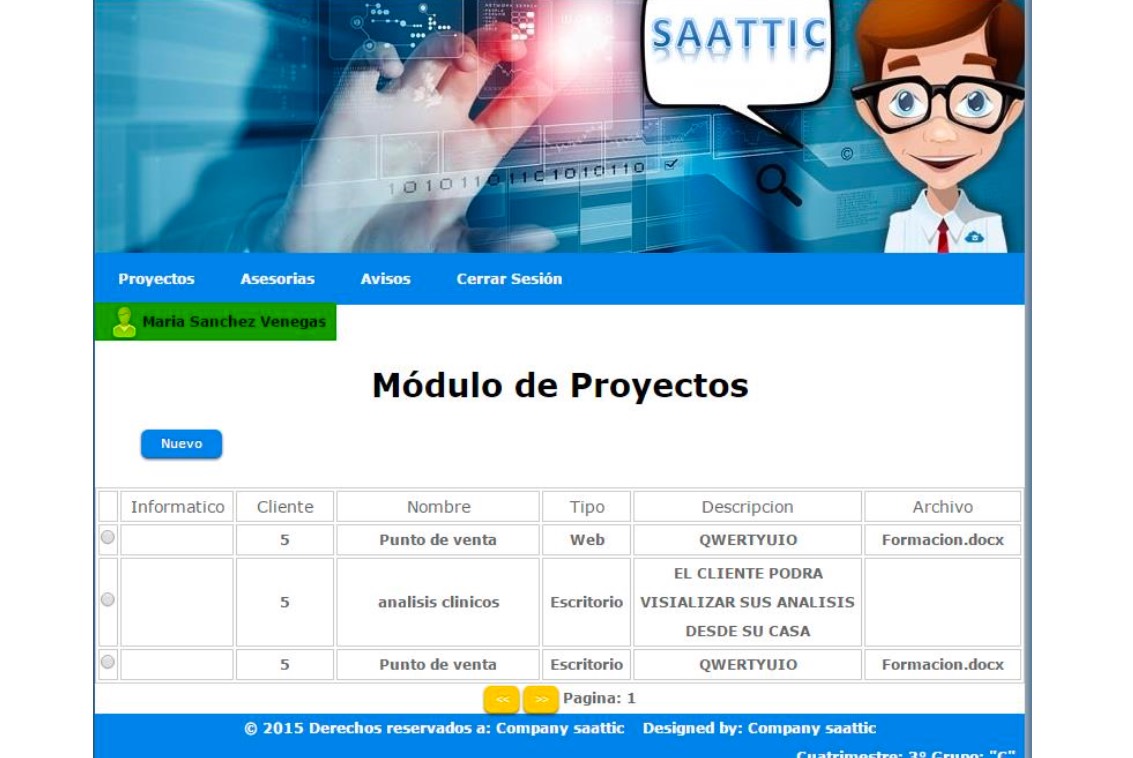 SAATTIC
©
1010110110101110
Proyectos Asesorias Avisos Cerrar Sesión
Maria Sanchez Venegas
Módulo de Proyectos
Nuevo
Informatico Cliente Nombre Tipo Descripcion Archivo
5 Punto de venta Web QWERTYUIO Formacion.docx
5 analisis clinicos Escritorio EL CLIENTE PODRA
VISIALIZAR SUS ANALISIS
DESDE SU CASA
5 Punto de venta Escritorio QWERTYUIO Formacion.docx
<< >> Pagina: 1
© 2015 Derechos reservados a: Company saattic Designed by: Company saattic
Cuatrimestre: 3° Grupo: "C"